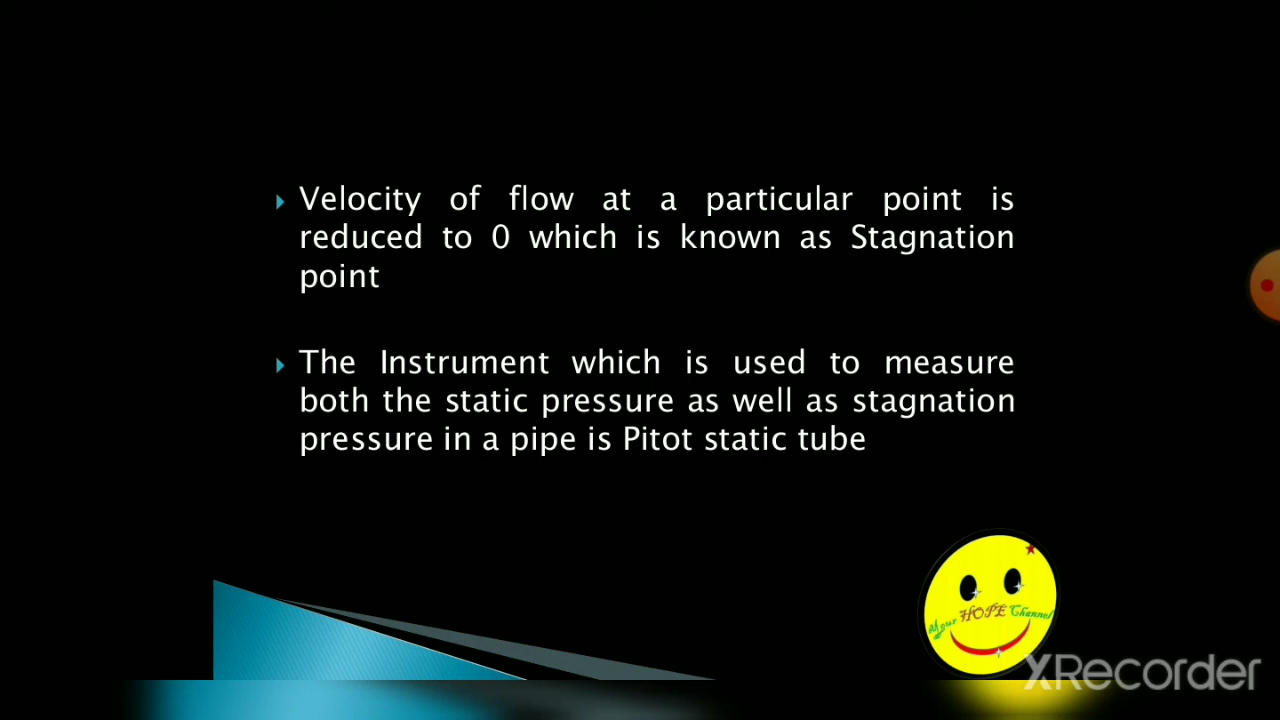 Velocity of flow at a particular point is
reduced to 0 which is known as Stagnation
point
The Instrument which is used to measure
both the static pressure as well as stagnation
pressure in a pipe is Pitot static tube
HOPE Channel
XRecorder